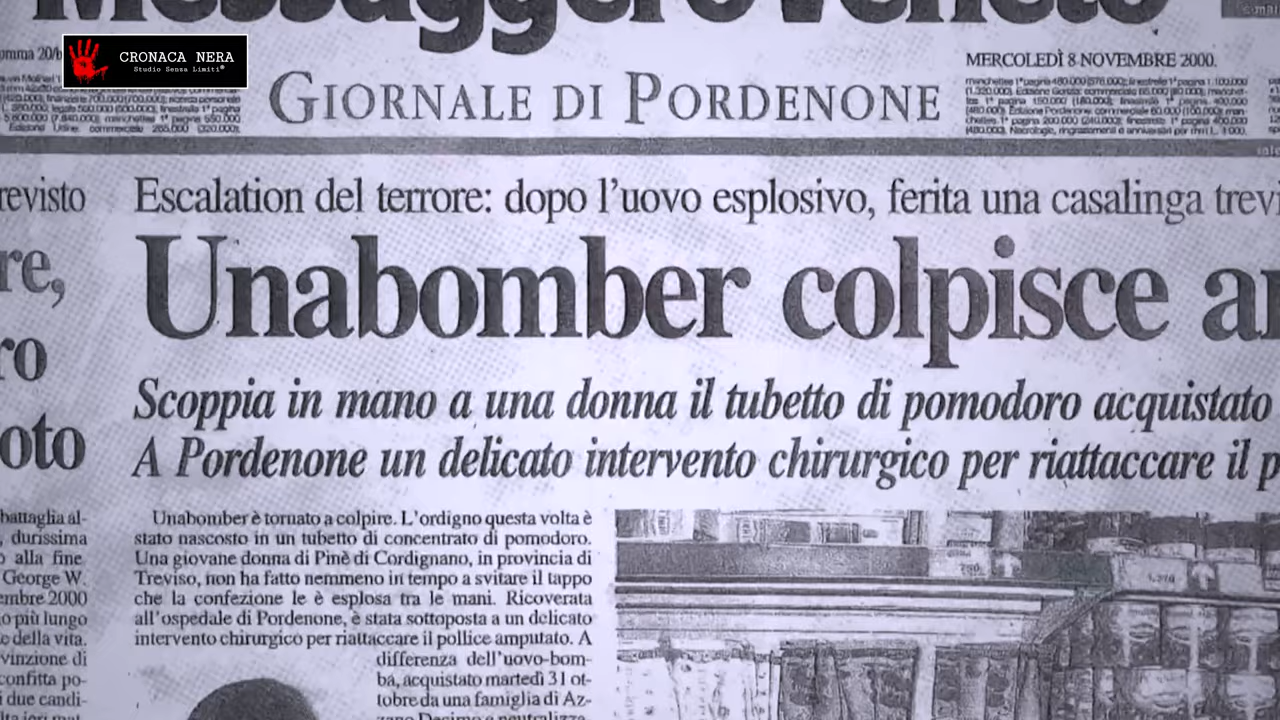 Messaggero Veneto
CRONACA NERA
Studio Senza Limiti®
GIORNALE DI PORDENONE
MERCOLEDÌ 8 NOVEMBRE 2000.
revisto
re,
ro
oto
Escalation del terrore: dopo l'uovo esplosivo, ferita una casalinga trevi
Unabomber colpisce an
Scoppia in mano a una donna il tubetto di pomodoro acquistato
A Pordenone un delicato intervento chirurgico per riattaccare il p
battaglia al-
, durissima
o alla fine
George W.
embre 2000
o più lungo
e della vita.
vinzione di
confitta po-
i due candi-
Unabomber è tornato a colpire. L'ordigno questa volta è
stato nascosto in un tubetto di concentrato di pomodoro.
Una giovane donna di Pinè di Cordignano, in provincia di
Treviso, non ha fatto nemmeno in tempo a svitare il tappo
che la confezione le è esplosa tra le mani. Ricoverata
all'ospedale di Pordenone, è stata sottoposta a un delicato
intervento chirurgico per riattaccare il pollice amputato. A
differenza dell'uovo-bom-
ba, acquistato martedì 31 ot-
tobre da una famiglia di Az-
zano Decimo e neutralizza-